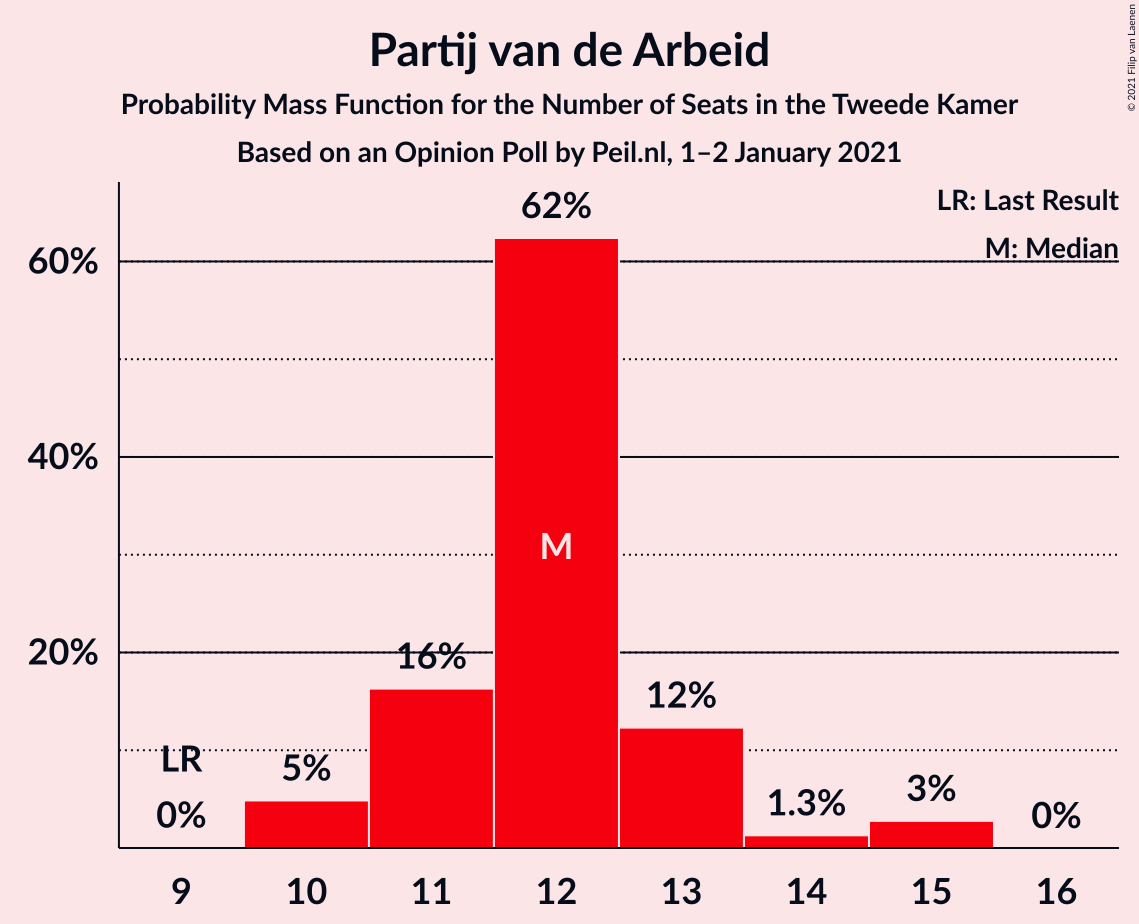 Partij van de Arbeid
Probability Mass Function for the Number of Seats in the Tweede Kamer
Based on an Opinion Poll by Peil.nl, 1–2 January 2021
© 2021 Filip van Laenen
LR: Last Result
M: Median
60%
40%
20%
LR
0%
5%
16%
62%
M
12%
1.3%
3%
0%
9 10 11 12 13 14 15 16